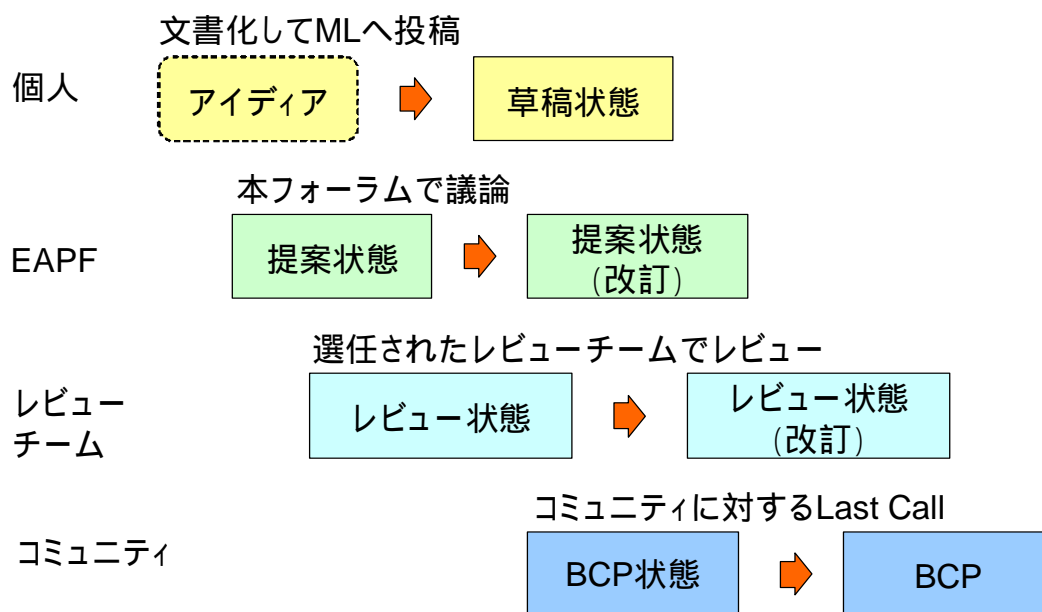 文書化してMLへ投稿
個人
アイディア
草稿状態
本フォーラムで議論
EAPF
提案状態
提案状態
(改訂)
選任されたレビューチームでレビュー
レビュー
チーム
レビュー状態
レビュー状態
(改訂)
コミュニティに対するLast Call
コミュニティ
BCP状態
BCP